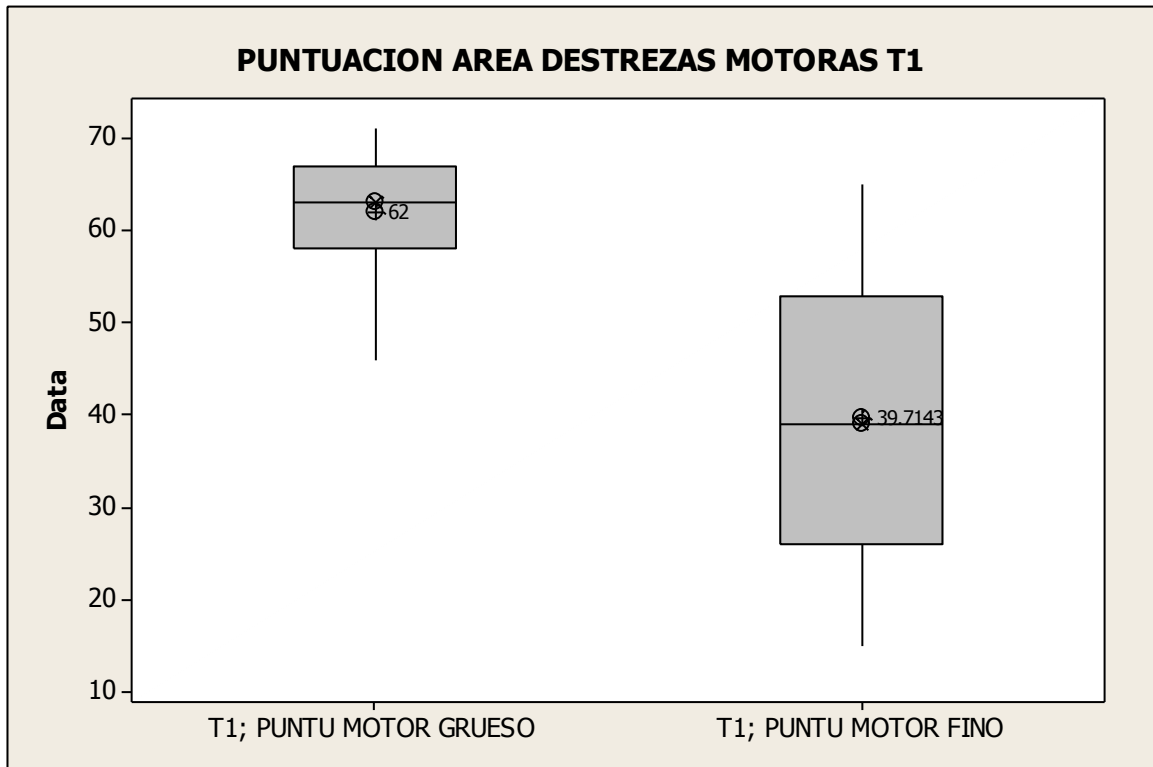 PUNTUACION AREA DESTREZAS MOTORAS T1
70
60
50
40
30
20
10
Data
62
39.7143
T1; PUNTU MOTOR GRUESO
T1; PUNTU MOTOR FINO